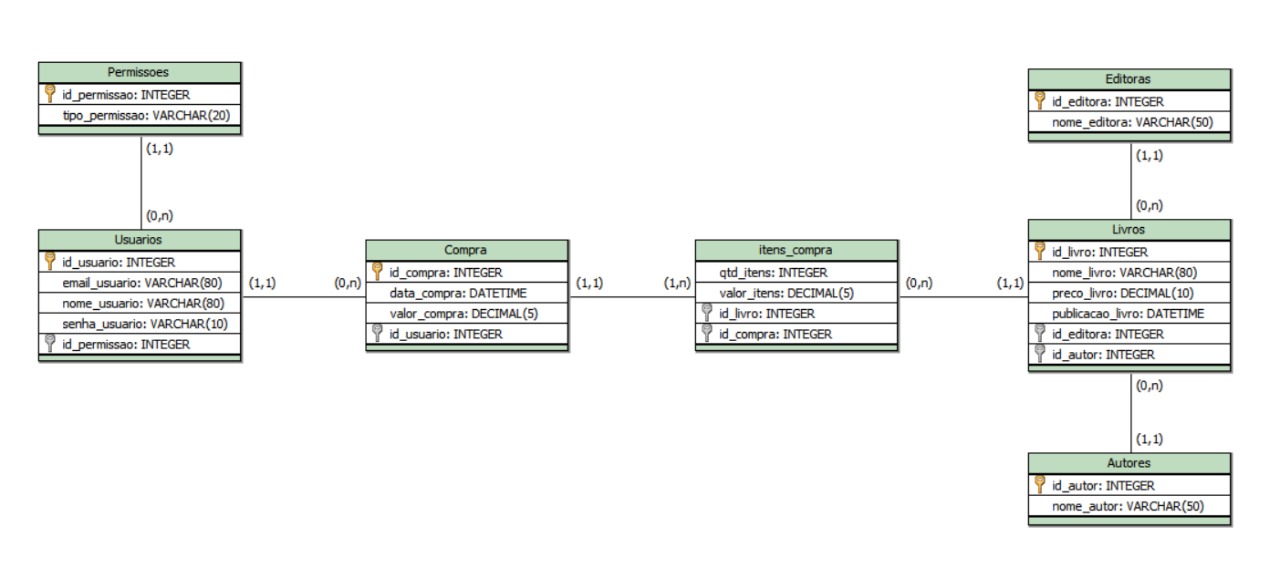 Permissoes
id_permissao: INTEGER
tipo_permissao: VARCHAR(20)
(1,1)
(0,n)
Usuarios
id_usuario: INTEGER
email_usuario: VARCHAR(80)
nome_usuario: VARCHAR(80)
senha_usuario: VARCHAR(10)
id_permissao: INTEGER
(1,1)
(0,n)
Compra
id_compra: INTEGER
data_compra: DATETIME
valor_compra: DECIMAL(5)
id_usuario: INTEGER
(1,1)
(1,n)
itens_compra
qtd_itens: INTEGER
valor_itens: DECIMAL(5)
id_livro: INTEGER
id_compra: INTEGER
(0,n)
(1,1)
Editoras
id_editora: INTEGER
nome_editora: VARCHAR(50)
(1,1)
(0,n)
Livros
id_livro: INTEGER
nome_livro: VARCHAR(80)
preco_livro: DECIMAL(10)
publicacao_livro: DATETIME
id_editora: INTEGER
id_autor: INTEGER
(0,n)
(1,1)
Autores
id_autor: INTEGER
nome_autor: VARCHAR(50)